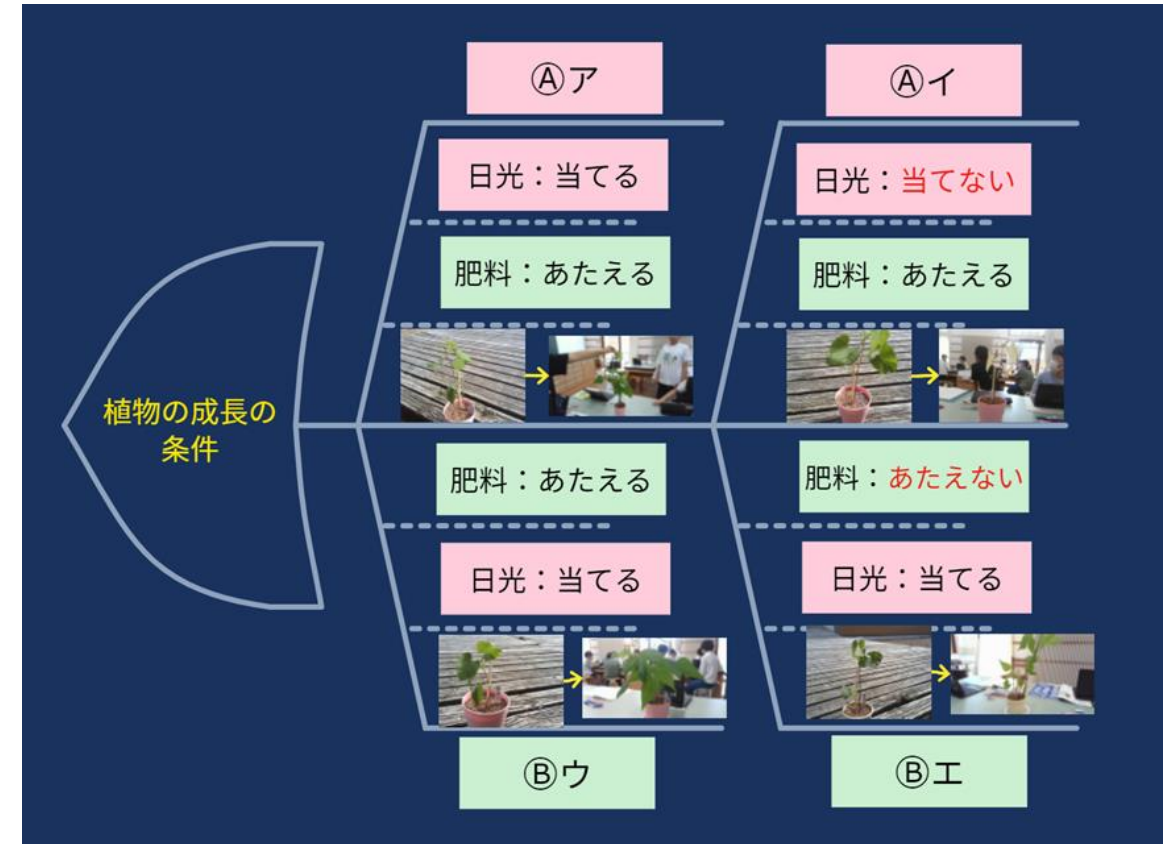 Ⓐア
Ⓐイ
日光：当てる
日光：当てない
肥料：あたえる
肥料：あたえる
植物の成長の
条件
肥料：あたえる
肥料：あたえない
日光：当てる
日光：当てる
Ⓑウ
Ⓑエ